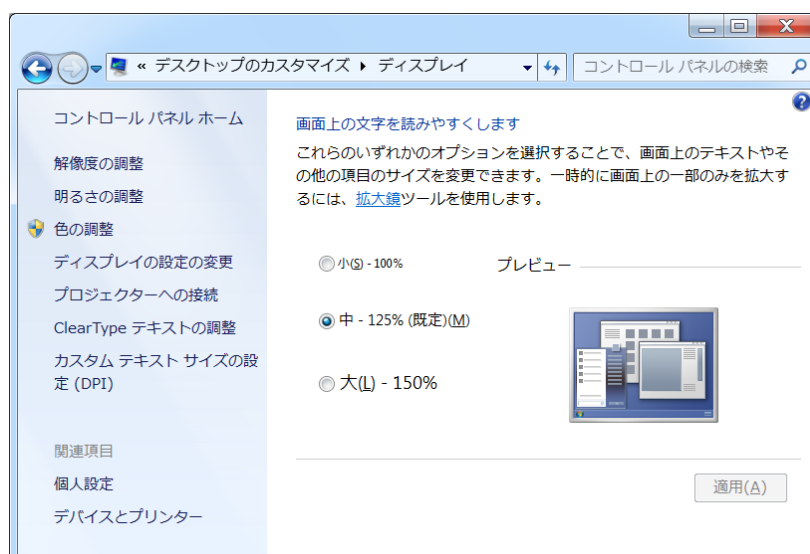 « デスクトップのカスタマイズ ▸ ディスプレイ
コントロール パネルの検索
コントロール パネル ホーム
解像度の調整
明るさの調整
色の調整
ディスプレイの設定の変更
プロジェクターへの接続
ClearType テキストの調整
カスタム テキスト サイズの設
定 (DPI)
関連項目
個人設定
デバイスとプリンター
画面上の文字を読みやすくします
これらのいずれかのオプションを選択することで、画面上のテキストやそ
の他の項目のサイズを変更できます。一時的に画面上の一部のみを拡大す
るには、拡大鏡ツールを使用します。
小(S) - 100%
プレビュー
中 - 125% (既定)(M)
大(L) - 150%
適用(A)